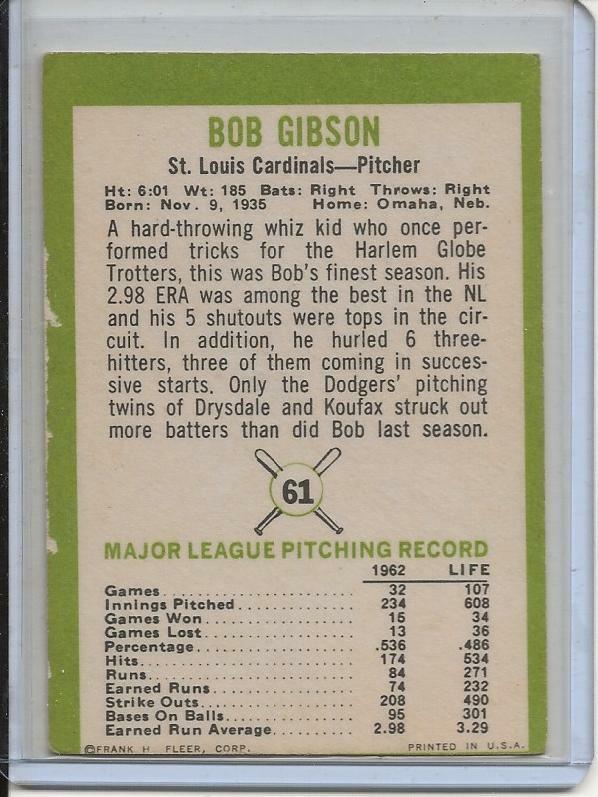 BOB GIBSON
St. Louis Cardinals—Pitcher
Ht: 6:01 Wt: 185 Bats: Right Throws: Right
Born: Nov. 9, 1935 Home: Omaha, Neb.
A hard-throwing whiz kid who once per-
formed tricks for the Harlem Globe
Trotters, this was Bob's finest season. His
2.98 ERA was among the best in the NL
and his 5 shutouts were tops in the cir-
cuit. In addition, he hurled 6 three-
hitters, three of them coming in succes-
sive starts. Only the Dodgers' pitching
twins of Drysdale and Koufax struck out
more batters than did Bob last season.
61
MAJOR LEAGUE PITCHING RECORD
1962 LIFE
Games 32 107
Innings Pitched 234 608
Games Won 15 34
Games Lost 13 36
Percentage .536 .486
Hits 174 534
Runs 84 271
Earned Runs 74 232
Strike Outs 208 490
Bases On Balls 95 301
Earned Run Average 2.98 3.29
©FRANK H. FLEER, CORP. PRINTED IN U.S.A.